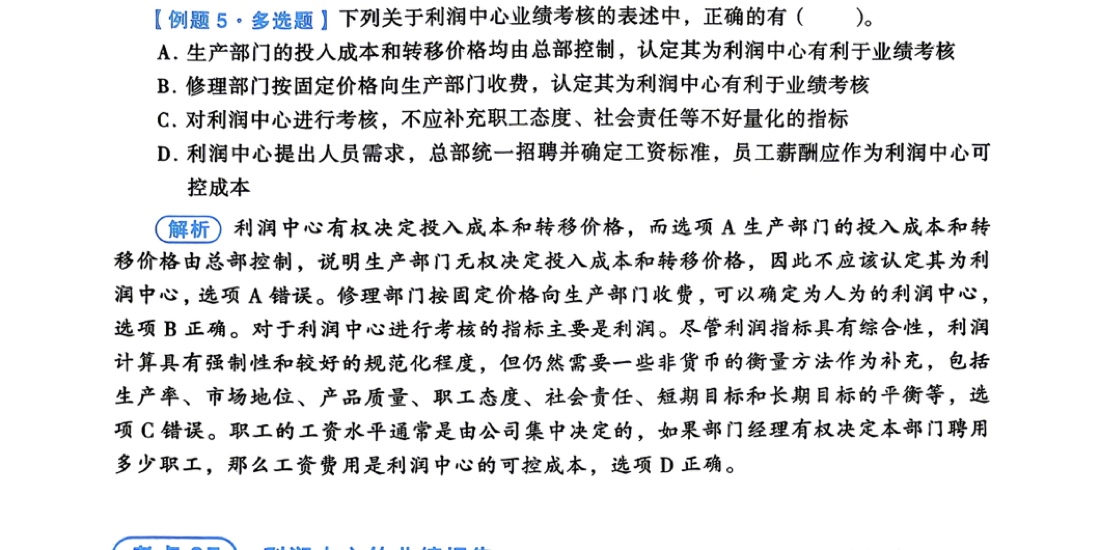 【例题5·多选题】下列关于利润中心业绩考核的表述中，正确的有（　　）。
A. 生产部门的投入成本和转移价格均由总部控制，认定其为利润中心有利于业绩考核
B. 修理部门按固定价格向生产部门收费，认定其为利润中心有利于业绩考核
C. 对利润中心进行考核，不应补充职工态度、社会责任等不好量化的指标
D. 利润中心提出人员需求，总部统一招聘并确定工资标准，员工薪酬应作为利润中心可
控成本
解析 利润中心有权决定投入成本和转移价格，而选项A生产部门的投入成本和转
移价格由总部控制，说明生产部门无权决定投入成本和转移价格，因此不应该认定其为利
润中心，选项A错误。修理部门按固定价格向生产部门收费，可以确定为人为的利润中心，
选项B正确。对于利润中心进行考核的指标主要是利润。尽管利润指标具有综合性，利润
计算具有强制性和较好的规范化程度，但仍然需要一些非货币的衡量方法作为补充，包括
生产率、市场地位、产品质量、职工态度、社会责任、短期目标和长期目标的平衡等，选
项C错误。职工的工资水平通常是由公司集中决定的，如果部门经理有权决定本部门聘用
多少职工，那么工资费用是利润中心的可控成本，选项D正确。